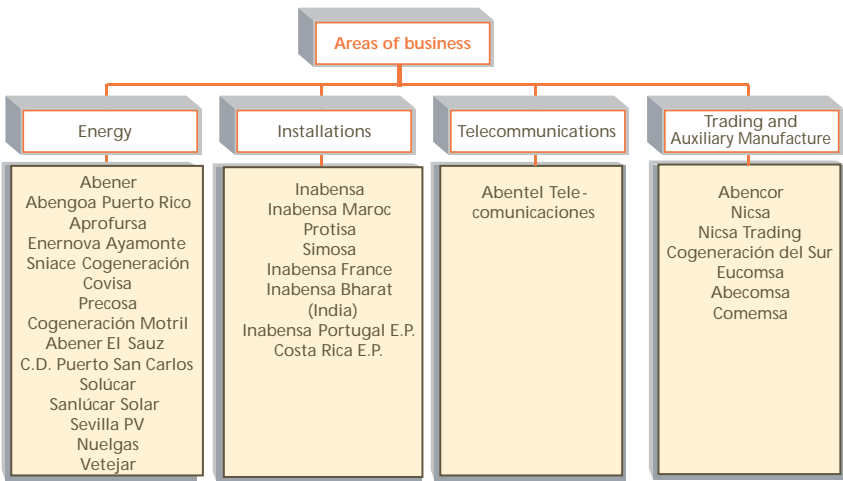 Areas of business
Energy
Abener
Abengoa Puerto Rico
Aprofursa
Enernova Ayamonte
Sniace Cogeneración
Covisa
Precosa
Cogeneración Motril
Abener El Sauz
C.D. Puerto San Carlos
Solúcar
Sanlúcar Solar
Sevilla PV
Nuelgas
Vetejar
Installations
Inabensa
Inabensa Maroc
Protisa
Simosa
Inabensa France
Inabensa Bharat
(India)
Inabensa Portugal E.P.
Costa Rica E.P.
Telecommunications
Abentel Tele-
comunicaciones
Trading and
Auxiliary Manufacture
Abencor
Nicsa
Nicsa Trading
Cogeneración del Sur
Eucomsa
Abecomsa
Comemsa